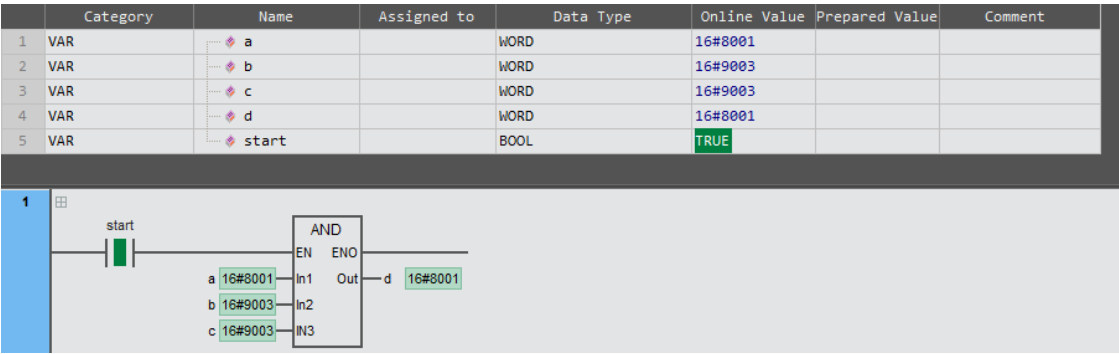 Category Name Assigned to Data Type Online Value Prepared Value Comment
1 VAR a WORD 16#8001
2 VAR b WORD 16#9003
3 VAR c WORD 16#9003
4 VAR d WORD 16#8001
5 VAR start BOOL TRUE
1
start
AND
EN ENO
a 16#8001 In1 Out d 16#8001
b 16#9003 In2
c 16#9003 IN3